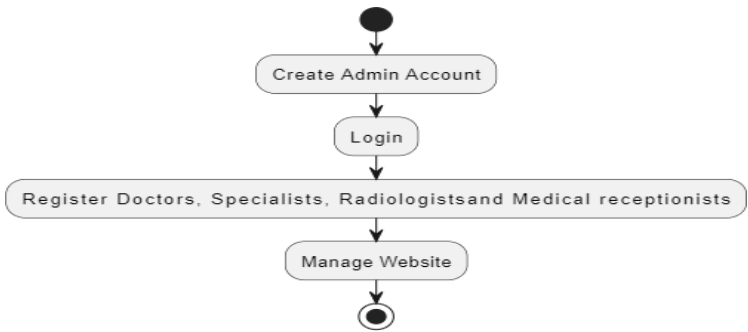 Create Admin Account
Login
Register Doctors, Specialists, Radiologistsand Medical receptionists
Manage Website